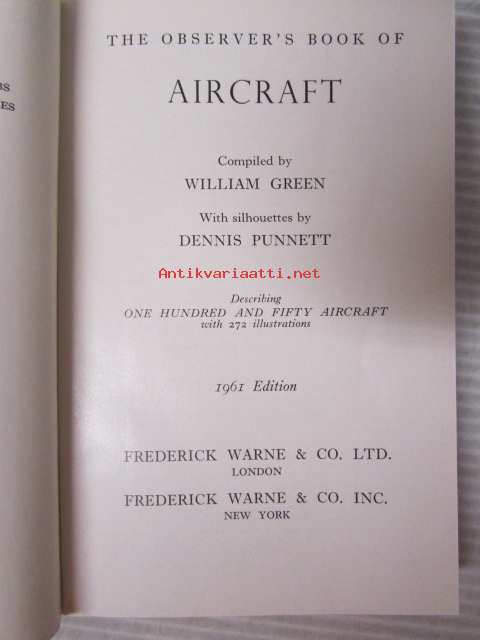 BS
ES
THE OBSERVER'S BOOK OF
AIRCRAFT
Compiled by
WILLIAM GREEN
With silhouettes by
DENNIS PUNNETT
Antikvariaatti.net
Describing
ONE HUNDRED AND FIFTY AIRCRAFT
with 272 illustrations
1961 Edition
FREDERICK WARNE & CO. LTD.
LONDON
FREDERICK WARNE & CO. INC.
NEW YORK